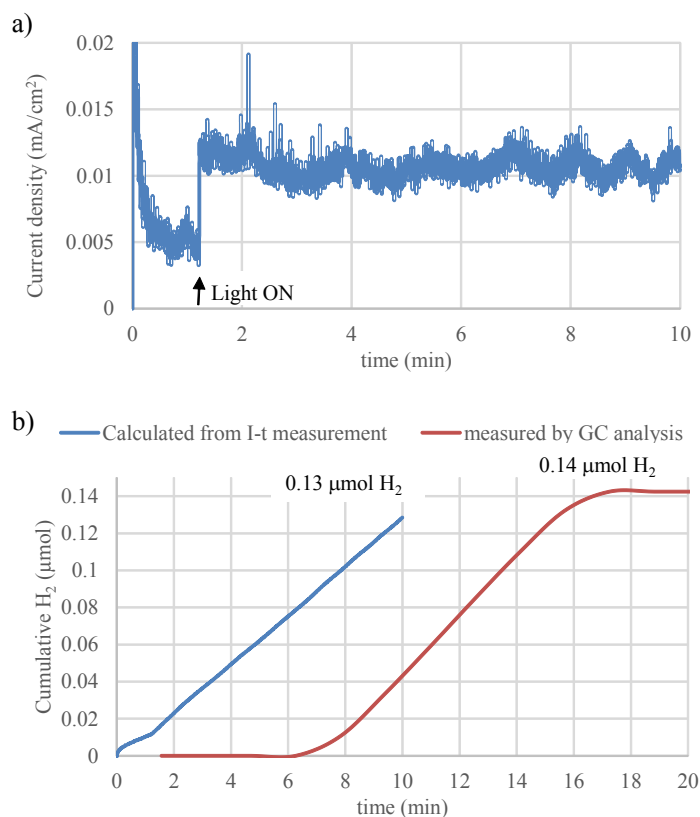 a)
0.02
0.015
0.01
0.005
0
Current density (mA/cm²)
Light ON
0 2 4 6 8 10
time (min)
b)
Calculated from I-t measurement measured by GC analysis
0.13 µmol H₂ 0.14 µmol H₂
0.14
0.12
0.1
0.08
0.06
0.04
0.02
0
Cumulative H₂ (µmol)
0 2 4 6 8 10 12 14 16 18 20
time (min)